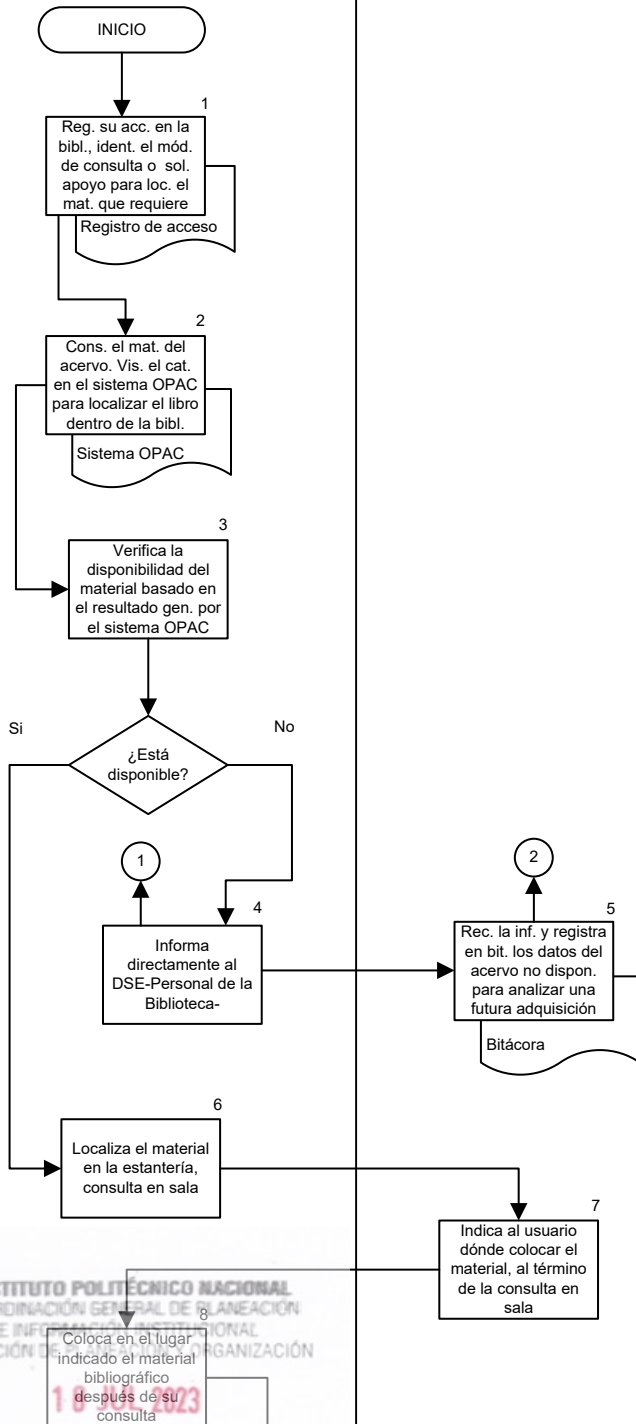 INICIO
1
Reg. su acc. en la
bibl., ident. el mód.
de consulta o sol.
apoyo para loc. el
mat. que requiere
Registro de acceso
2
Cons. el mat. del
acervo. Vis. el cat.
en el sistema OPAC
para localizar el libro
dentro de la bibl.
Sistema OPAC
3
Verifica la
disponibilidad del
material basado en
el resultado gen. por
el sistema OPAC
Si
No
¿Está
disponible?
1
4
Informa
directamente al
DSE-Personal de la
Biblioteca-
2
5
Rec. la inf. y registra
en bit. los datos del
acervo no dispon.
para analizar una
futura adquisición
Bitácora
6
Localiza el material
en la estantería,
consulta en sala
7
Indica al usuario
dónde colocar el
material, al término
de la consulta en
sala
TITUTO POLITÉCNICO NACIONAL
RDINACIÓN GENERAL DE PLANEACIÓN
E INFORMACIÓN INSTITUCIONAL
CIÓN DE PLANEACIÓN Y ORGANIZACIÓN
8
Coloca en el lugar
indicado el material
bibliográfico
después de su
consulta
18 JUL 2023